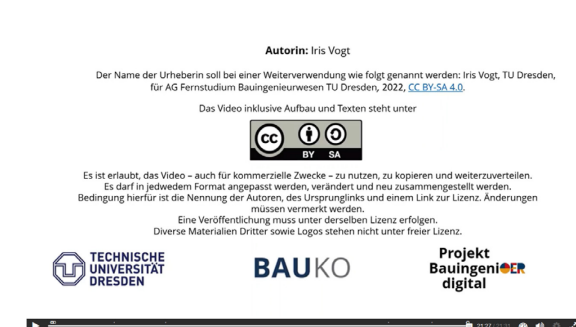 Autorin: Iris Vogt
Der Name der Urheberin soll bei einer Weiterverwendung wie folgt genannt werden: Iris Vogt, TU Dresden,
für AG Fernstudium Bauingenieurwesen TU Dresden, 2022, CC BY-SA 4.0.
Das Video inklusive Aufbau und Texten steht unter
cc
BY SA
Es ist erlaubt, das Video – auch für kommerzielle Zwecke – zu nutzen, zu kopieren und weiterzuverteilen.
Es darf in jedwedem Format angepasst werden, verändert und neu zusammengestellt werden.
Bedingung hierfür ist die Nennung der Autoren, des Ursprunglinks und einem Link zur Lizenz. Änderungen
müssen vermerkt werden.
Eine Veröffentlichung muss unter derselben Lizenz erfolgen.
Diverse Materialien Dritter sowie Logos stehen nicht unter freier Lizenz.
TECHNISCHE
UNIVERSITÄT
DRESDEN
BAUKO
Projekt
BauingeniOER
digital
21:27